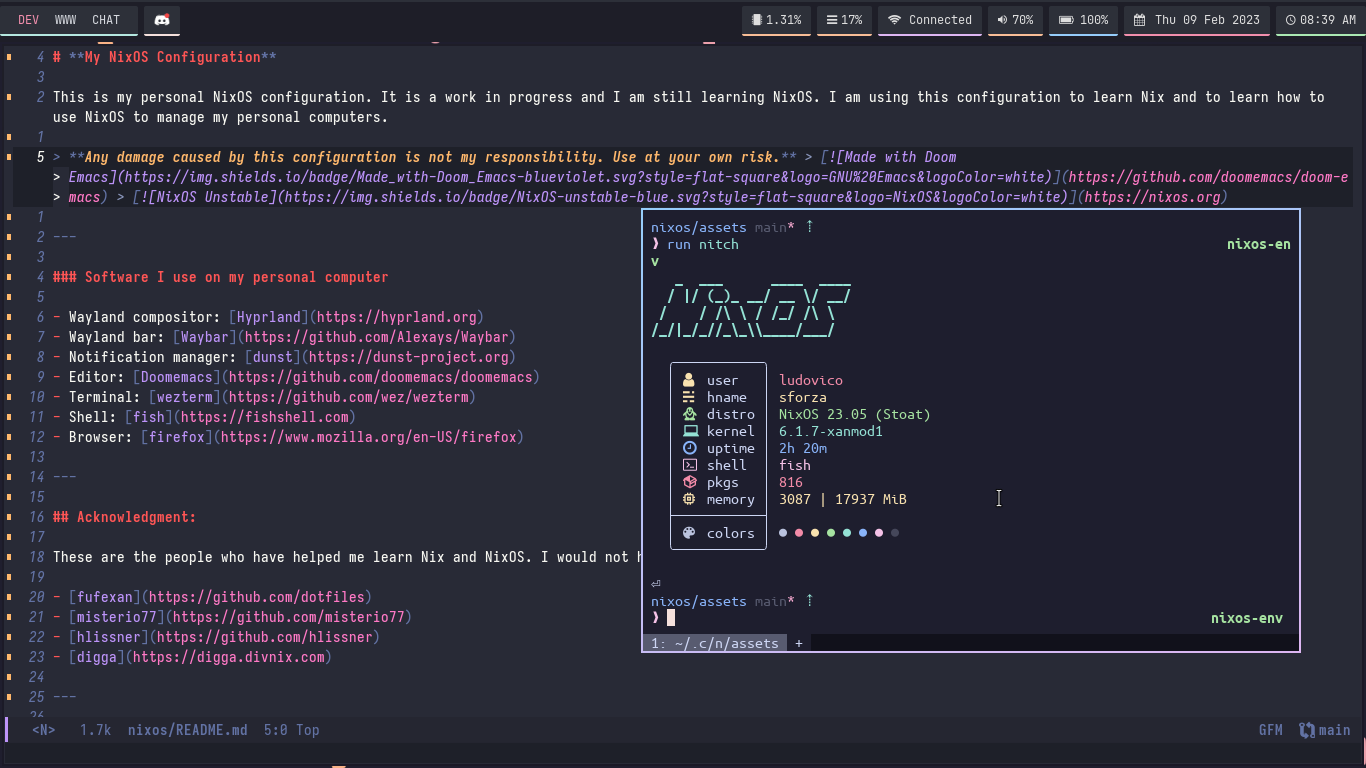 DEV WWW CHAT 1.31% 17% Connected 70% 100% Thu 09 Feb 2023 08:39 AM
4 # **My NixOS Configuration**
3
2 This is my personal NixOS configuration. It is a work in progress and I am still learning NixOS. I am using this configuration to learn Nix and to learn how to
use NixOS to manage my personal computers.
1
5 > **Any damage caused by this configuration is not my responsibility. Use at your own risk.** > [![Made with Doom
> Emacs](https://img.shields.io/badge/Made_with-Doom_Emacs-blueviolet.svg?style=flat-square&logo=GNU%20Emacs&logoColor=white)](https://github.com/doomemacs/doom-e
> macs) > [![NixOS Unstable](https://img.shields.io/badge/NixOS-unstable-blue.svg?style=flat-square&logo=NixOS&logoColor=white)](https://nixos.org)
1
2 ---
3
4 ### Software I use on my personal computer
5
6 - Wayland compositor: [Hyprland](https://hyprland.org)
7 - Wayland bar: [Waybar](https://github.com/Alexays/Waybar)
8 - Notification manager: [dunst](https://dunst-project.org)
9 - Editor: [Doomemacs](https://github.com/doomemacs/doomemacs)
10 - Terminal: [wezterm](https://github.com/wez/wezterm)
11 - Shell: [fish](https://fishshell.com)
12 - Browser: [firefox](https://www.mozilla.org/en-US/firefox)
13
14 ---
15
16 ## Acknowledgment:
17
18 These are the people who have helped me learn Nix and NixOS. I would not h
19
20 - [fufexan](https://github.com/dotfiles)
21 - [misterio77](https://github.com/misterio77)
22 - [hlissner](https://github.com/hlissner)
23 - [digga](https://digga.divnix.com)
24
25 ---
26
<N> 1.7k nixos/README.md 5:0 Top GFM main
nixos/assets main* ⇡
❱ run nitch nixos-en
v
user ludovico
hname sforza
distro NixOS 23.05 (Stoat)
kernel 6.1.7-xanmod1
uptime 2h 20m
shell fish
pkgs 816
memory 3087 | 17937 MiB
colors
⏎
nixos/assets main* ⇡
❱ nixos-env
1: ~/.c/n/assets +